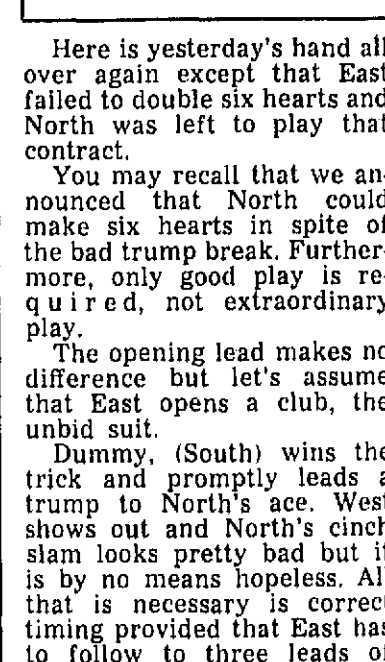 Here is yesterday's hand all
over again except that East
failed to double six hearts and
North was left to play that
contract.
You may recall that we an-
nounced that North could
make six hearts in spite of
the bad trump break. Further-
more, only good play is re-
quired, not extraordinary
play.
The opening lead makes no
difference but let's assume
that East opens a club, the
unbid suit.
Dummy, (South) wins the
trick and promptly leads a
trump to North's ace. West
shows out and North's cinch
slam looks pretty bad but it
is by no means hopeless. All
that is necessary is correct
timing provided that East has
to follow to three leads of